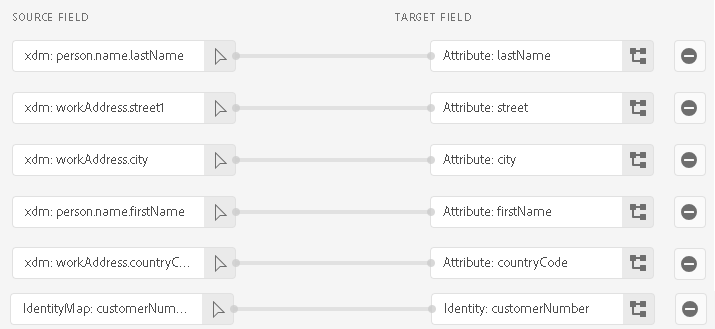 SOURCE FIELD TARGET FIELD
xdm: person.name.lastName Attribute: lastName
xdm: workAddress.street1 Attribute: street
xdm: workAddress.city Attribute: city
xdm: person.name.firstName Attribute: firstName
xdm: workAddress.countryC... Attribute: countryCode
IdentityMap: customerNum... Identity: customerNumber